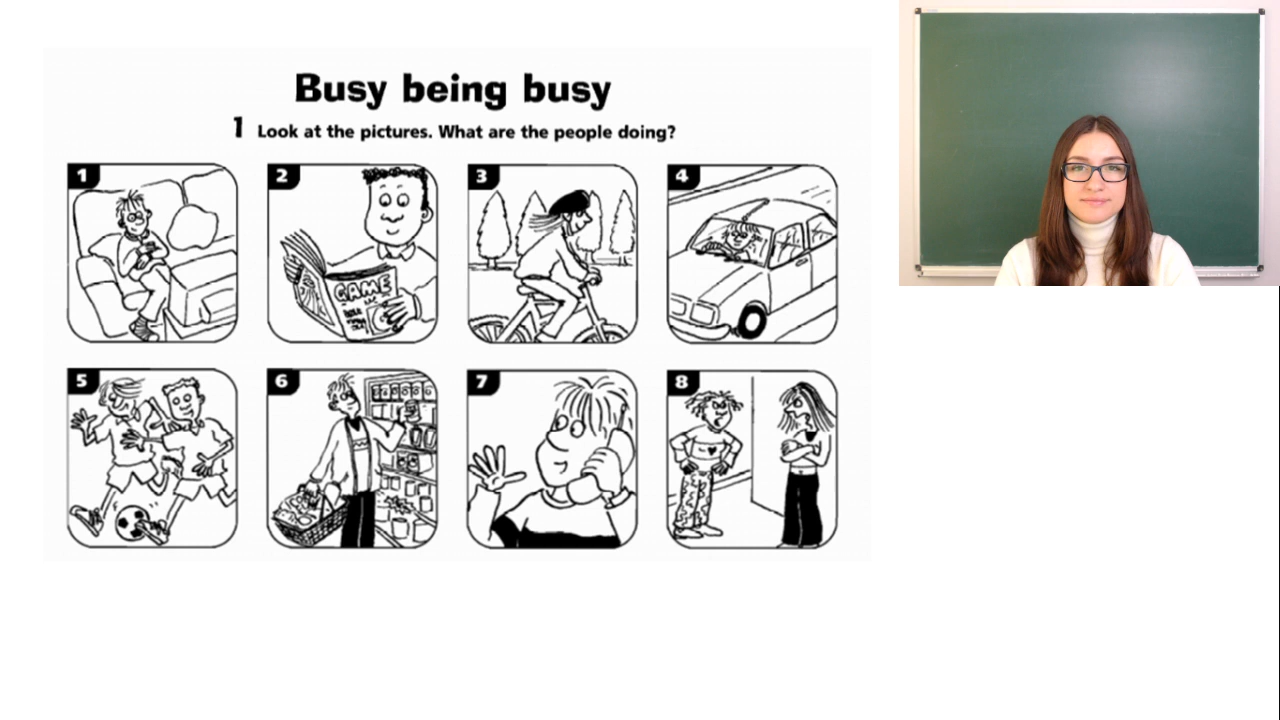 Busy being busy
1 Look at the pictures. What are the people doing?
1
2
3
4
GAME
5
6
7
8